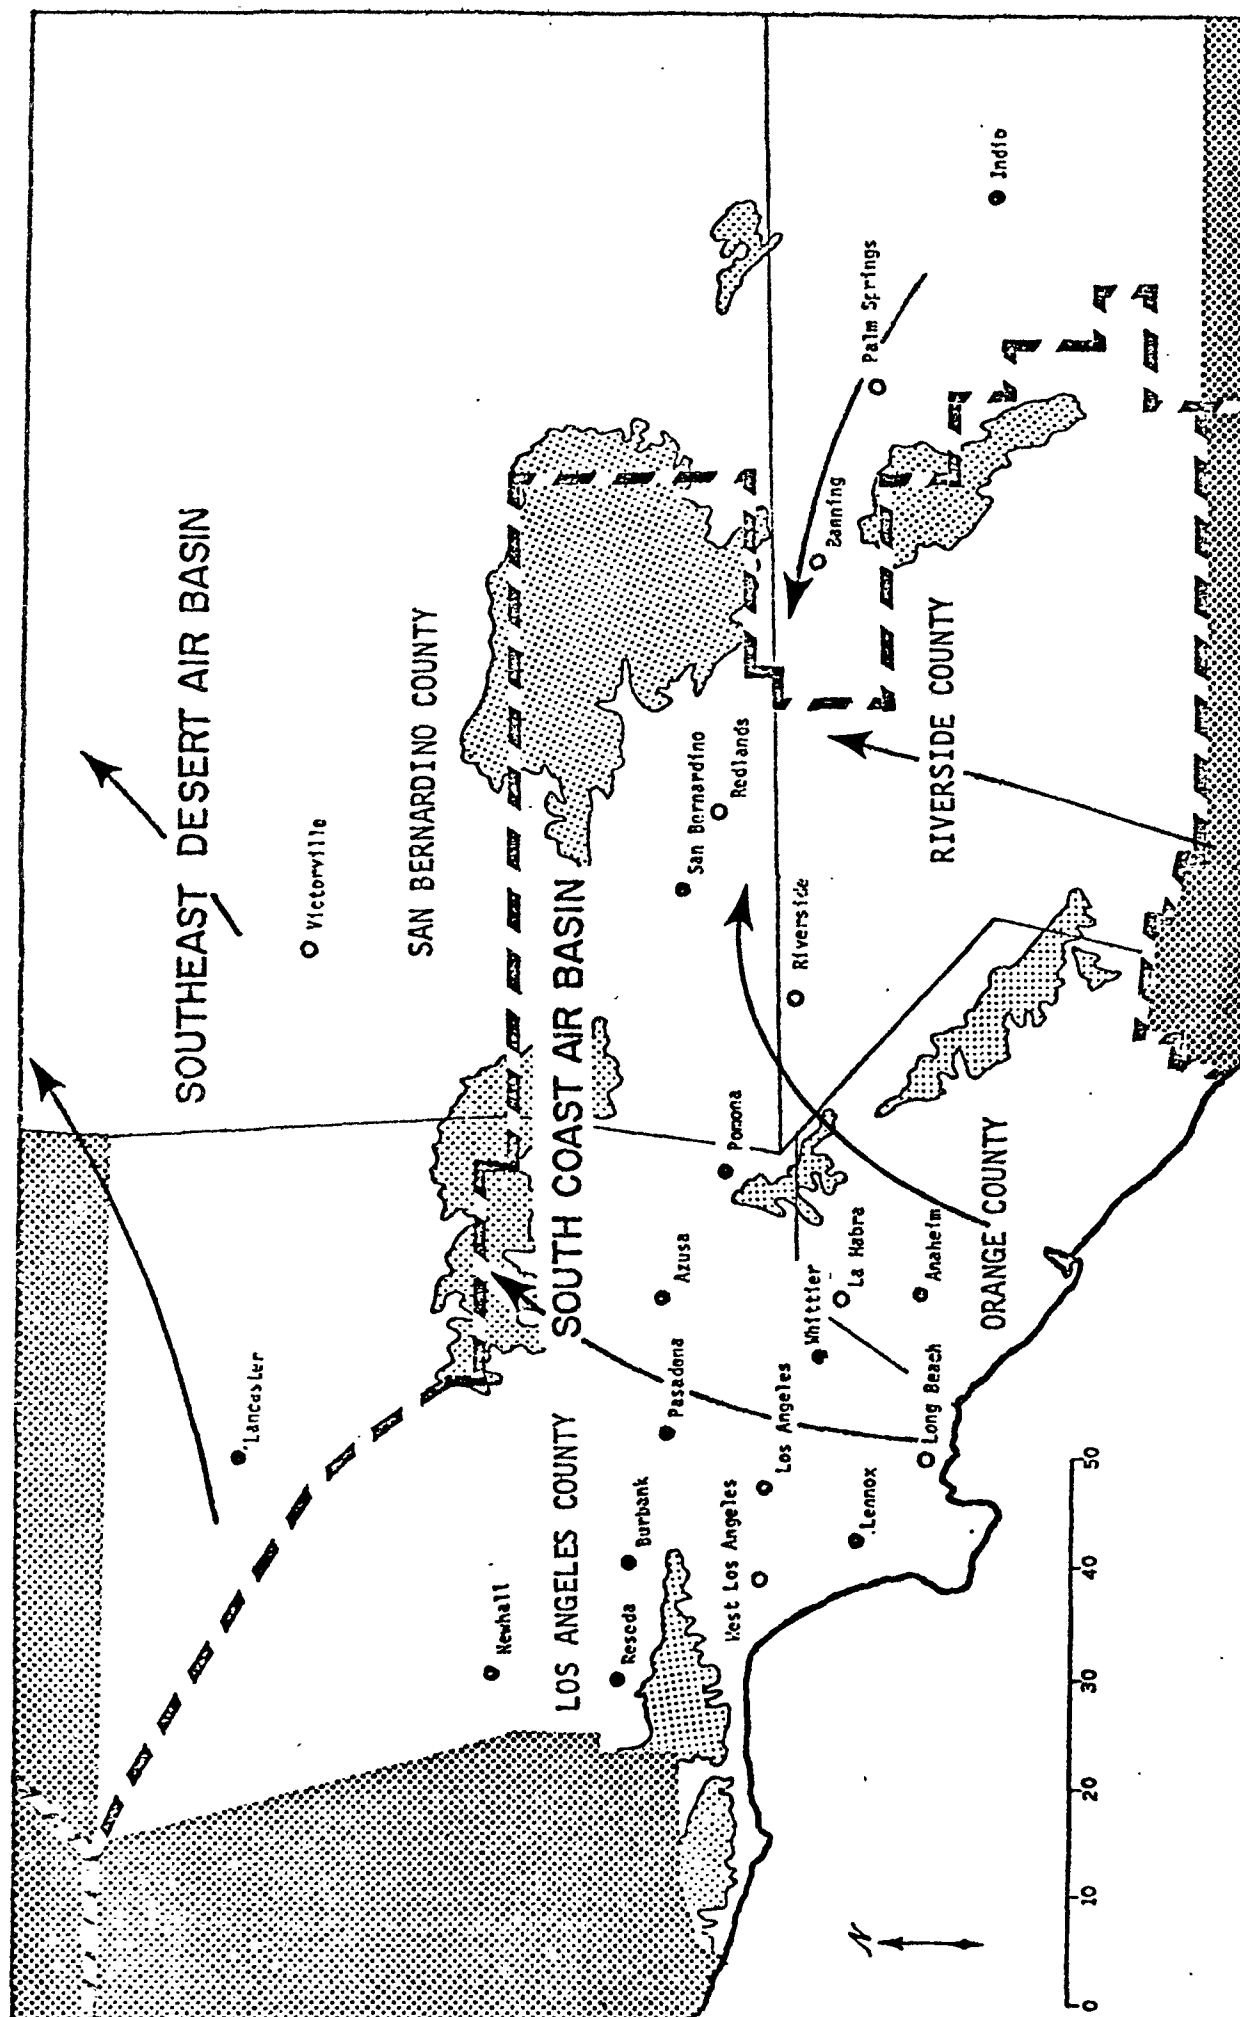 SOUTHEAST DESERT AIR BASIN
Lancaster
Victorville
SAN BERNARDINO COUNTY
Newhall
SOUTH COAST AIR BASIN
LOS ANGELES COUNTY
Reseda
Burbank
Pasadena
Azusa
San Bernardino
Pomona
Redlands
West Los Angeles
Los Angeles
Riverside
Whittier
Banning
La Habra
Palm Springs
Lennox
Long Beach
Anaheim
RIVERSIDE COUNTY
ORANGE COUNTY
Indio
N
0
10
20
30
40
50